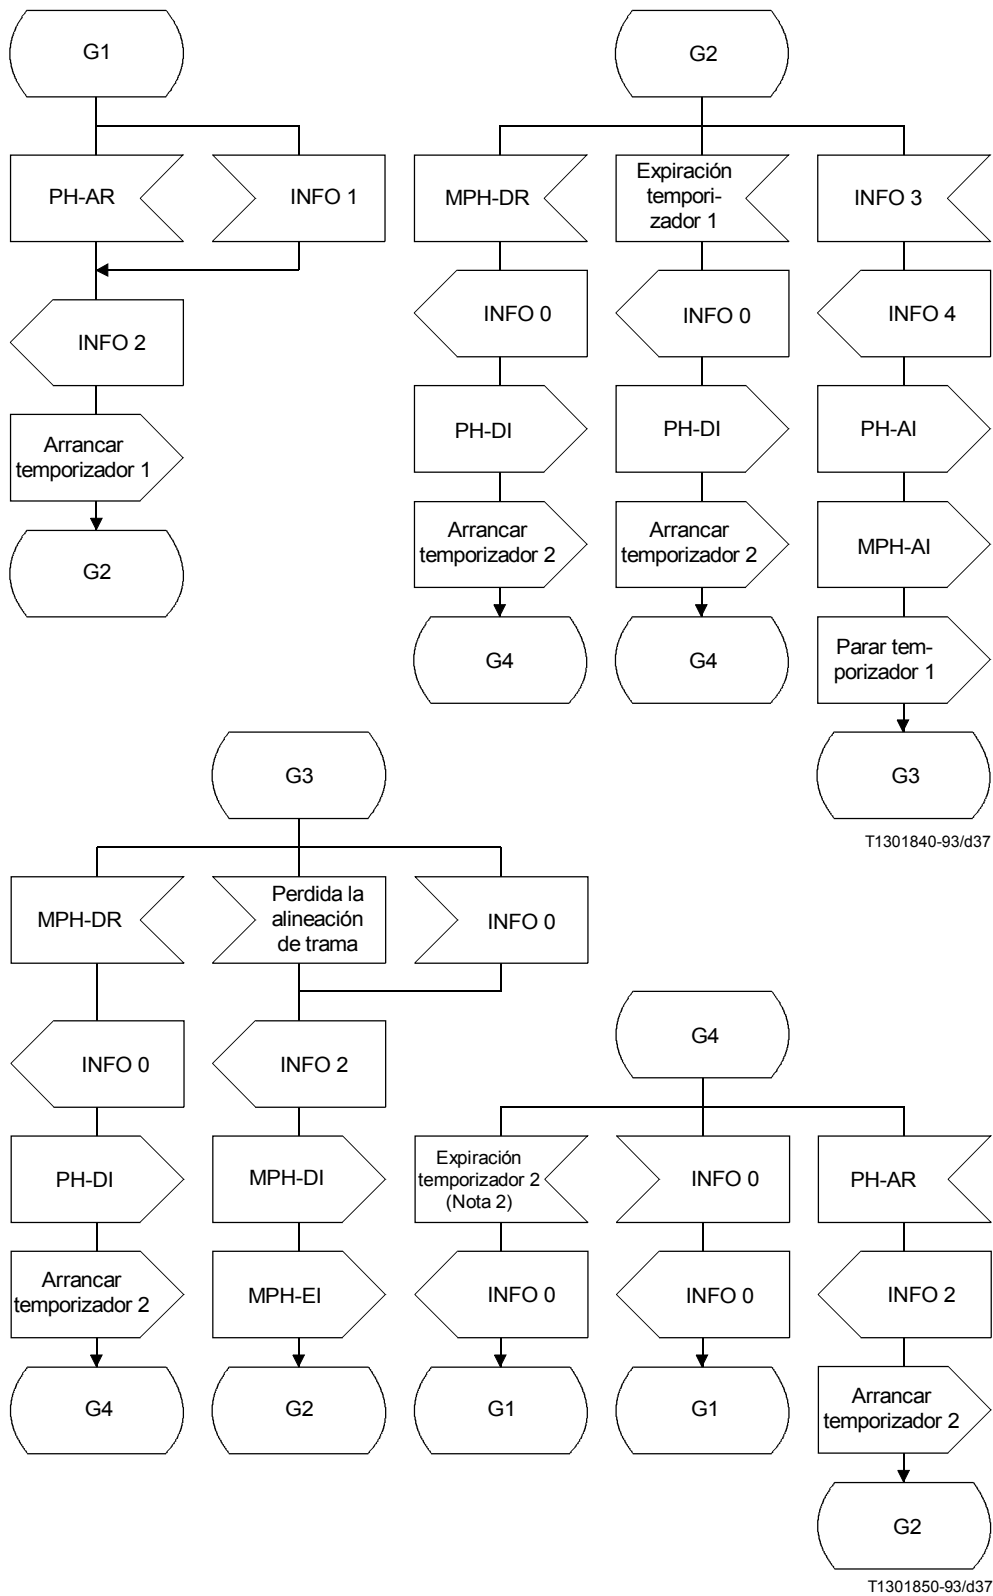 G1
PH-AR
INFO 1
INFO 2
Arrancar
temporizador 1
G2
G2
MPH-DR
INFO 0
PH-DI
Arrancar
temporizador 2
G4
Expiración
tempori-
zador 1
INFO 0
PH-DI
Arrancar
temporizador 2
G4
INFO 3
INFO 4
PH-AI
MPH-AI
Parar tem-
porizador 1
G3
T1301840-93/d37
G3
MPH-DR
INFO 0
PH-DI
Arrancar
temporizador 2
G4
Perdida la
alineación
de trama
INFO 0
INFO 2
MPH-DI
MPH-EI
G2
G4
Expiración
temporizador 2
(Nota 2)
INFO 0
G1
INFO 0
INFO 0
G1
PH-AR
INFO 2
Arrancar
temporizador 2
G2
T1301850-93/d37